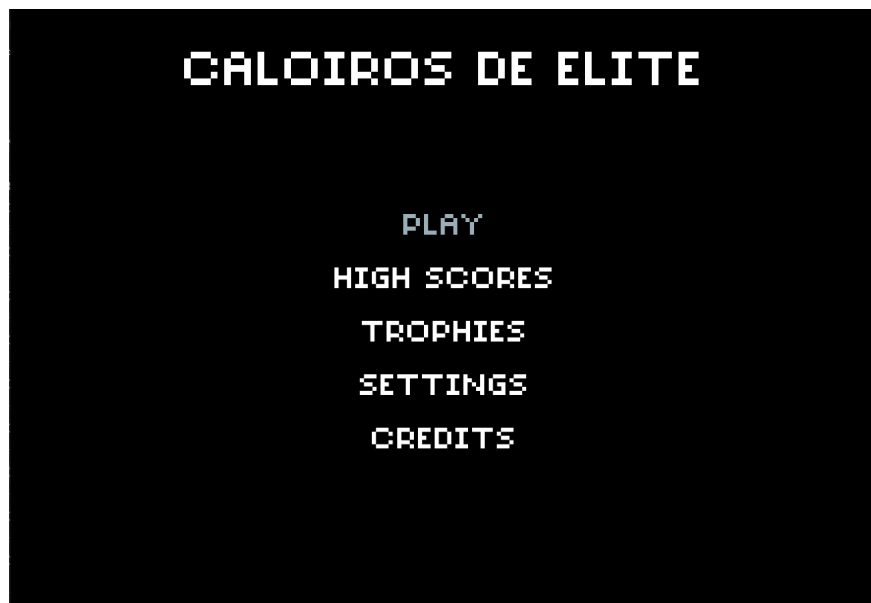 CALOIROS DE ELITE
PLAY
HIGH SCORES
TROPHIES
SETTINGS
CREDITS